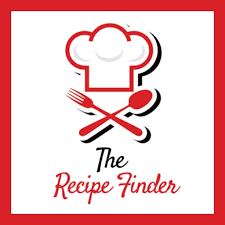 The
Recipe Finder